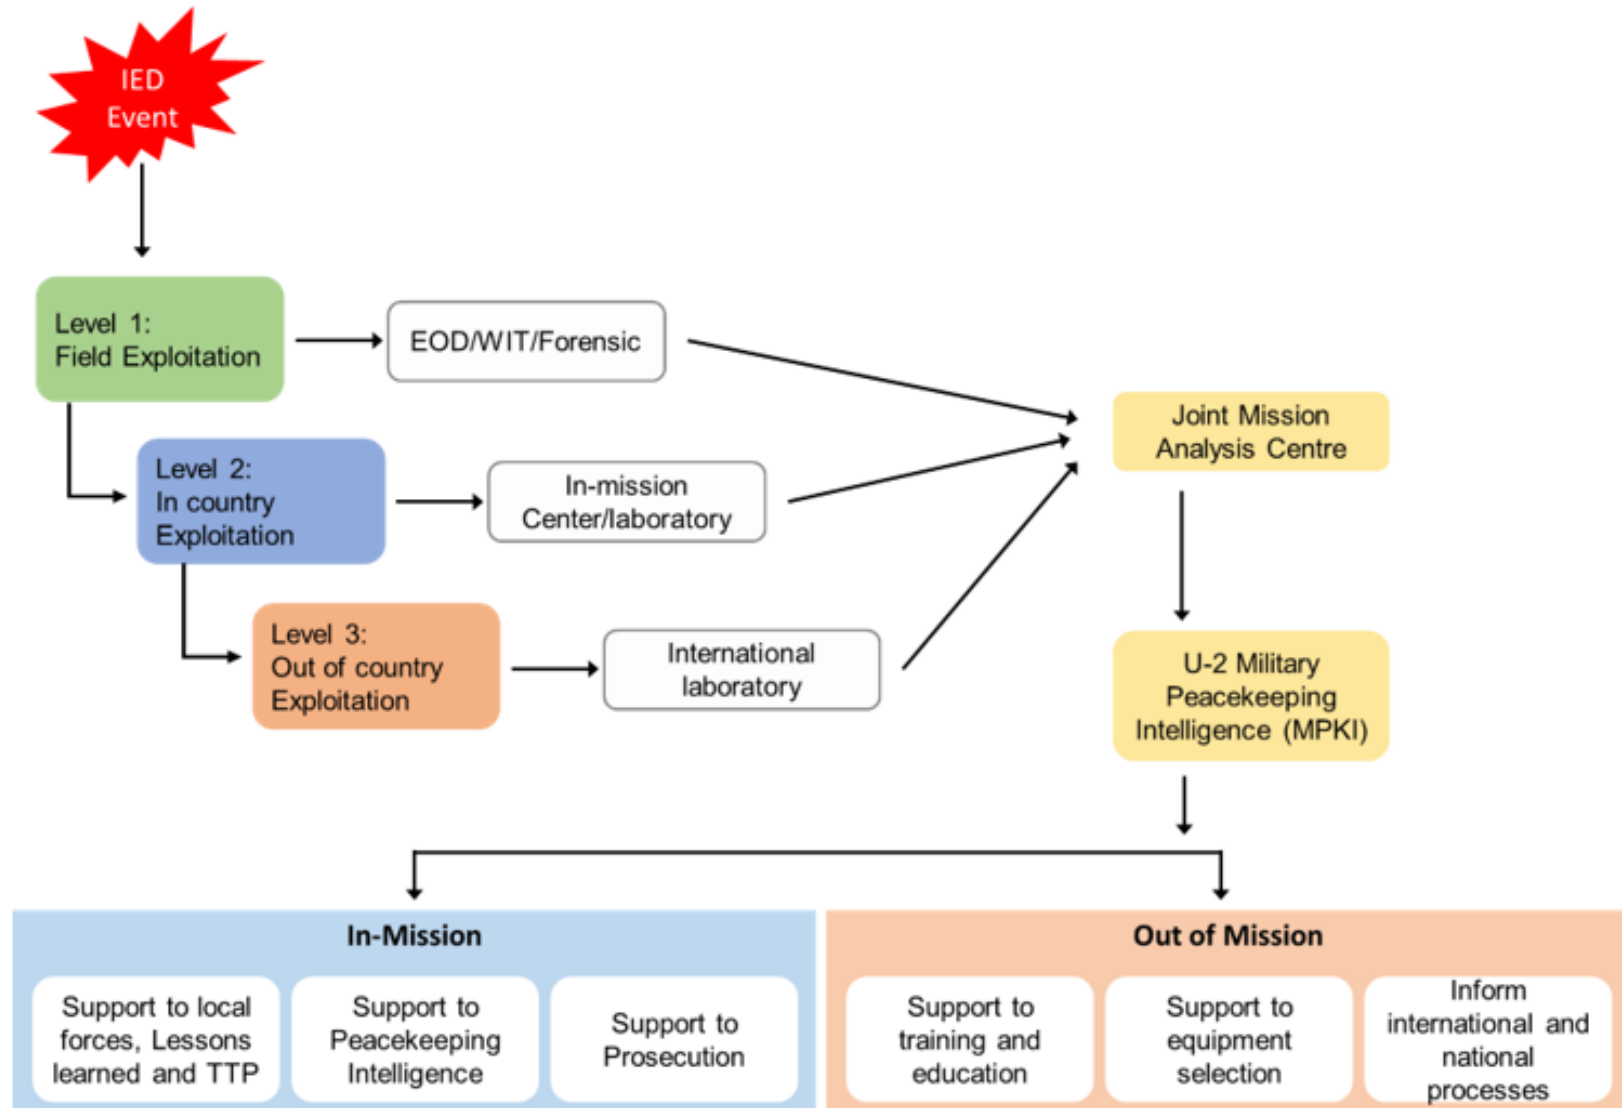 IED
Event
Level 1:
Field Exploitation
EOD/WIT/Forensic
Joint Mission
Analysis Centre
Level 2:
In country
Exploitation
In-mission
Center/laboratory
Level 3:
Out of country
Exploitation
International
laboratory
U-2 Military
Peacekeeping
Intelligence (MPKI)
In-Mission
Support to local
forces, Lessons
learned and TTP
Support to
Peacekeeping
Intelligence
Support to
Prosecution
Out of Mission
Support to
training and
education
Support to
equipment
selection
Inform
international and
national
processes